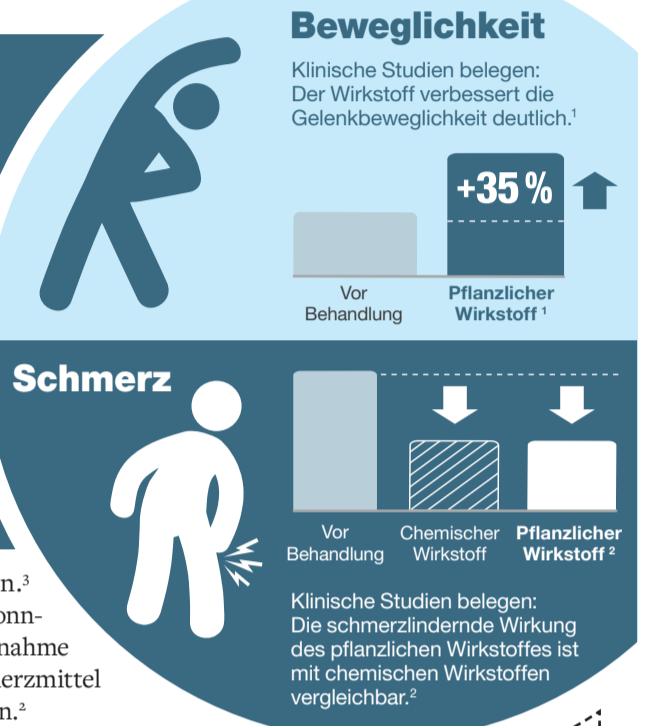 Beweglichkeit
Klinische Studien belegen:
Der Wirkstoff verbessert die
Gelenkbeweglichkeit deutlich.¹
+35 %
Vor
Behandlung
Pflanzlicher
Wirkstoff ¹
Schmerz
Vor
Behandlung
Chemischer
Wirkstoff
Pflanzlicher
Wirkstoff ²
Klinische Studien belegen:
Die schmerzlindernde Wirkung
des pflanzlichen Wirkstoffes ist
mit chemischen Wirkstoffen
vergleichbar.²
n.³
onn-
nahme
erzmittel
n.²